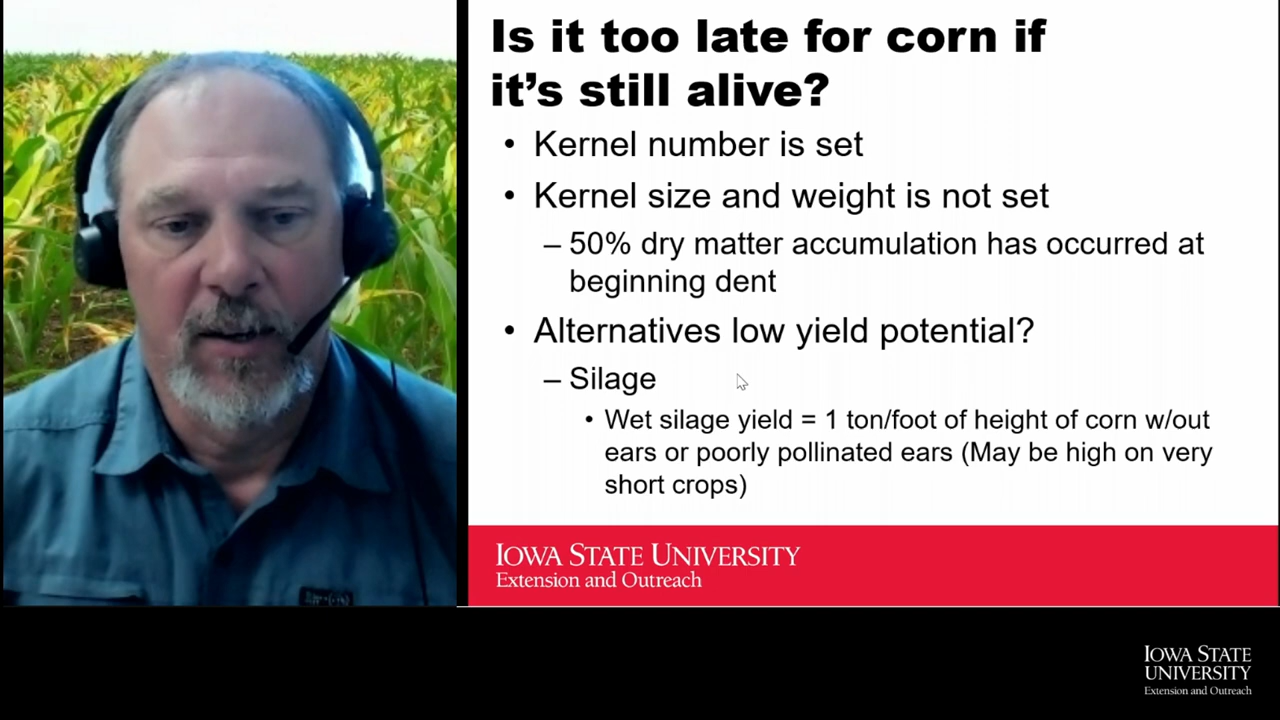 Is it too late for corn if
it's still alive?
• Kernel number is set
• Kernel size and weight is not set
– 50% dry matter accumulation has occurred at
beginning dent
• Alternatives low yield potential?
– Silage
• Wet silage yield = 1 ton/foot of height of corn w/out
ears or poorly pollinated ears (May be high on very
short crops)
IOWA STATE UNIVERSITY
Extension and Outreach
IOWA STATE
UNIVERSITY
Extension and Outreach